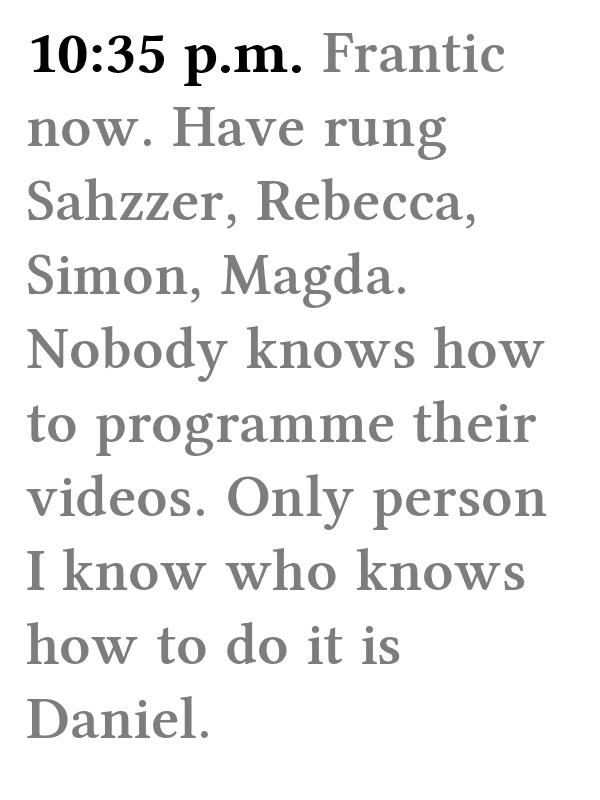 10:35 p.m. Frantic
now. Have rung
Sahzzer, Rebecca,
Simon, Magda.
Nobody knows how
to programme their
videos. Only person
I know who knows
how to do it is
Daniel.